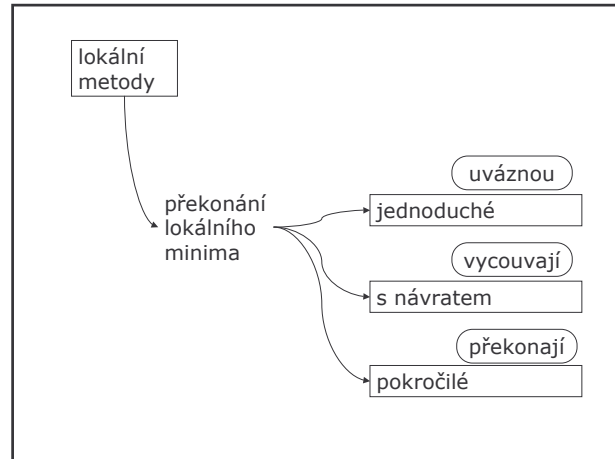 lokální
metody
překonání
lokálního
minima
uváznou
jednoduché
vycouvají
s návratem
překonají
pokročilé